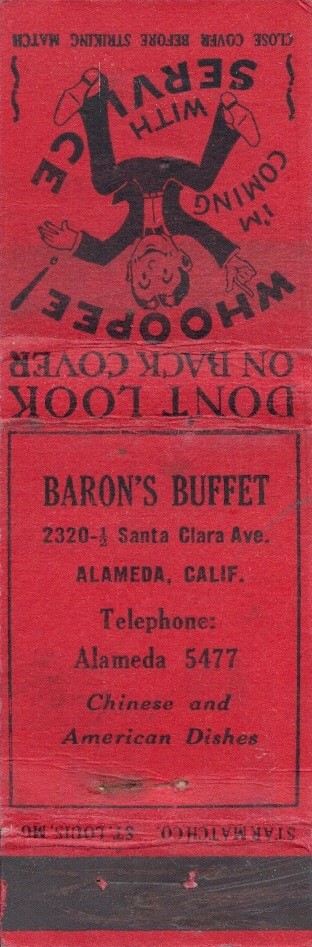 CLOSE COVER BEFORE STRIKING MATCH
WHOOPEE!
I'M
COMING
WITH
SERVICE
DONT LOOK
ON BACK COVER
BARON'S BUFFET
2320-½ Santa Clara Ave.
ALAMEDA, CALIF.
Telephone:
Alameda 5477
Chinese and
American Dishes
STAR MATCH CO. ST. LOUIS, MO